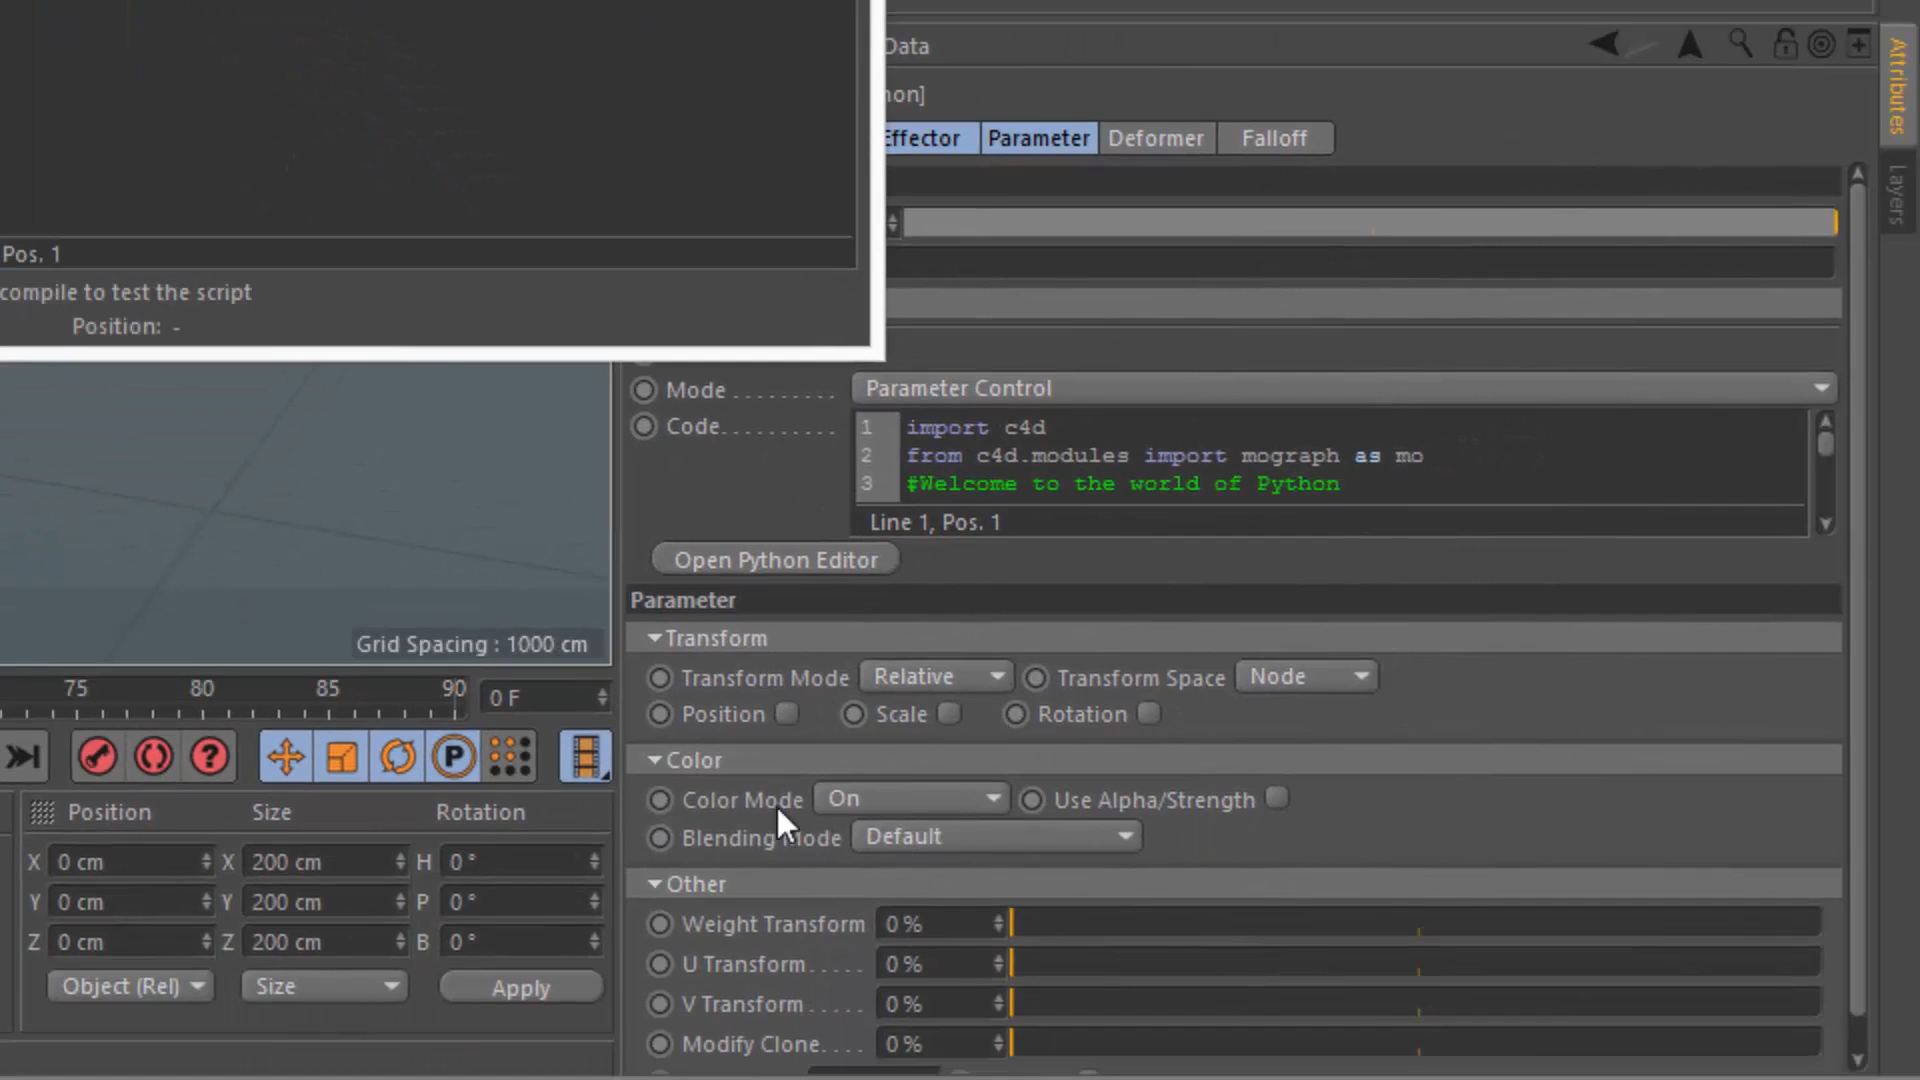 Data
Attributes
Layers
hon]
Effector Parameter Deformer Falloff
Pos. 1
compile to test the script
Position: -
Mode ......... Parameter Control
Code..........
1 import c4d
2 from c4d.modules import mograph as mo
3 #Welcome to the world of Python
Line 1, Pos. 1
Open Python Editor
Parameter
Transform
Transform Mode Relative Transform Space Node
Position Scale Rotation
Color
Color Mode On Use Alpha/Strength
Blending Mode Default
Other
Weight Transform 0 %
U Transform ..... 0 %
V Transform ..... 0 %
Modify Clone.... 0 %
Grid Spacing : 1000 cm
75 80 85 90 0 F
P
?
Position Size Rotation
X 0 cm X 200 cm H 0 °
Y 0 cm Y 200 cm P 0 °
Z 0 cm Z 200 cm B 0 °
Object (Rel) Size Apply